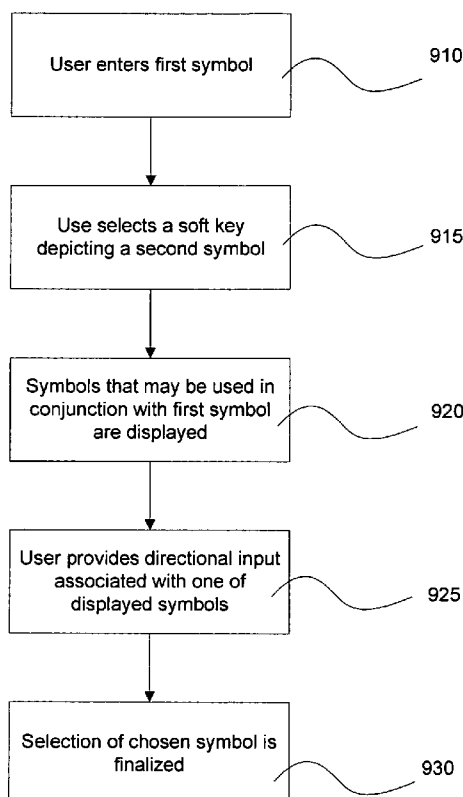 User enters first symbol
910
Use selects a soft key
depicting a second symbol
915
Symbols that may be used in
conjunction with first symbol
are displayed
920
User provides directional input
associated with one of
displayed symbols
925
Selection of chosen symbol is
finalized
930